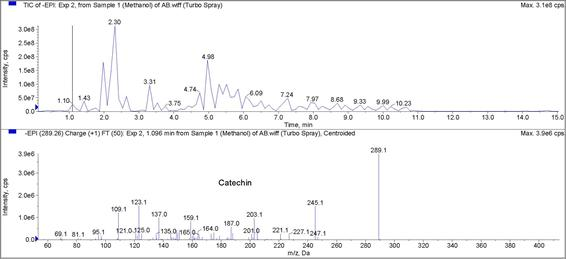 TIC of -EPI: Exp 2, from Sample 1 (Methanol) of AB.wiff (Turbo Spray) Max. 3.1e8 cps.
Intensity, cps
3.0e8
2.5e8
2.0e8
1.5e8
1.0e8
5.0e7
0.0
1.10 1.43 2.30 3.31 3.75 4.74 4.98 6.09 7.24 7.97 8.68 9.33 9.99 10.23
1.0 2.0 3.0 4.0 5.0 6.0 7.0 8.0 9.0 10.0 11.0 12.0 13.0 14.0 15.0
Time, min
-EPI (289.26) Charge (+1) FT (50): Exp 2, 1.096 min from Sample 1 (Methanol) of AB.wiff (Turbo Spray), Centroided Max. 3.9e6 cps.
Intensity, cps
3.9e6
3.0e6
2.0e6
1.0e6
0.0
Catechin
69.1 81.1 95.1 109.1 121.0 123.1 125.0 135.0 137.0 159.1 165.0 164.0 187.0 201.0 203.1 221.1 227.1 245.1 247.1 289.1
60 80 100 120 140 160 180 200 220 240 260 280 300 320 340 360 380 400
m/z, Da